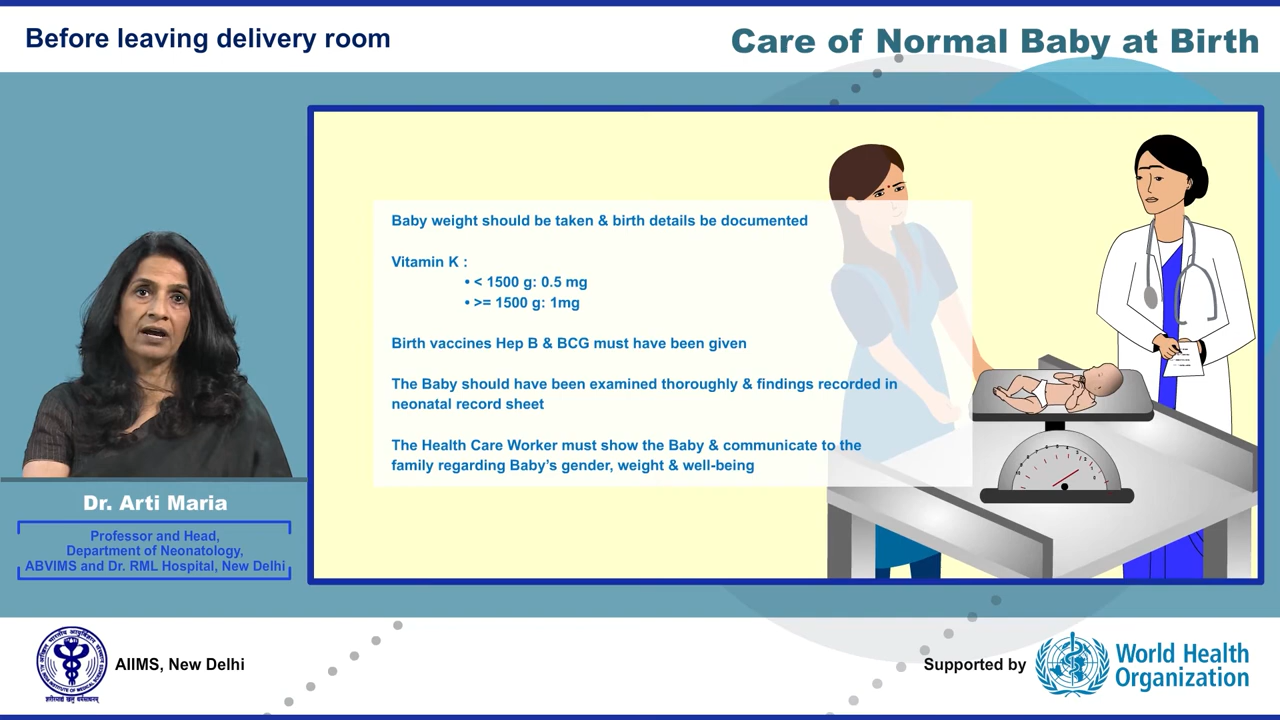 Before leaving delivery room
Care of Normal Baby at Birth
Baby weight should be taken & birth details be documented
Vitamin K :
• < 1500 g: 0.5 mg
• >= 1500 g: 1mg
Birth vaccines Hep B & BCG must have been given
The Baby should have been examined thoroughly & findings recorded in
neonatal record sheet
The Health Care Worker must show the Baby & communicate to the
family regarding Baby's gender, weight & well-being
Dr. Arti Maria
Professor and Head,
Department of Neonatology,
ABVIMS and Dr. RML Hospital, New Delhi
AIIMS, New Delhi
Supported by
World Health
Organization